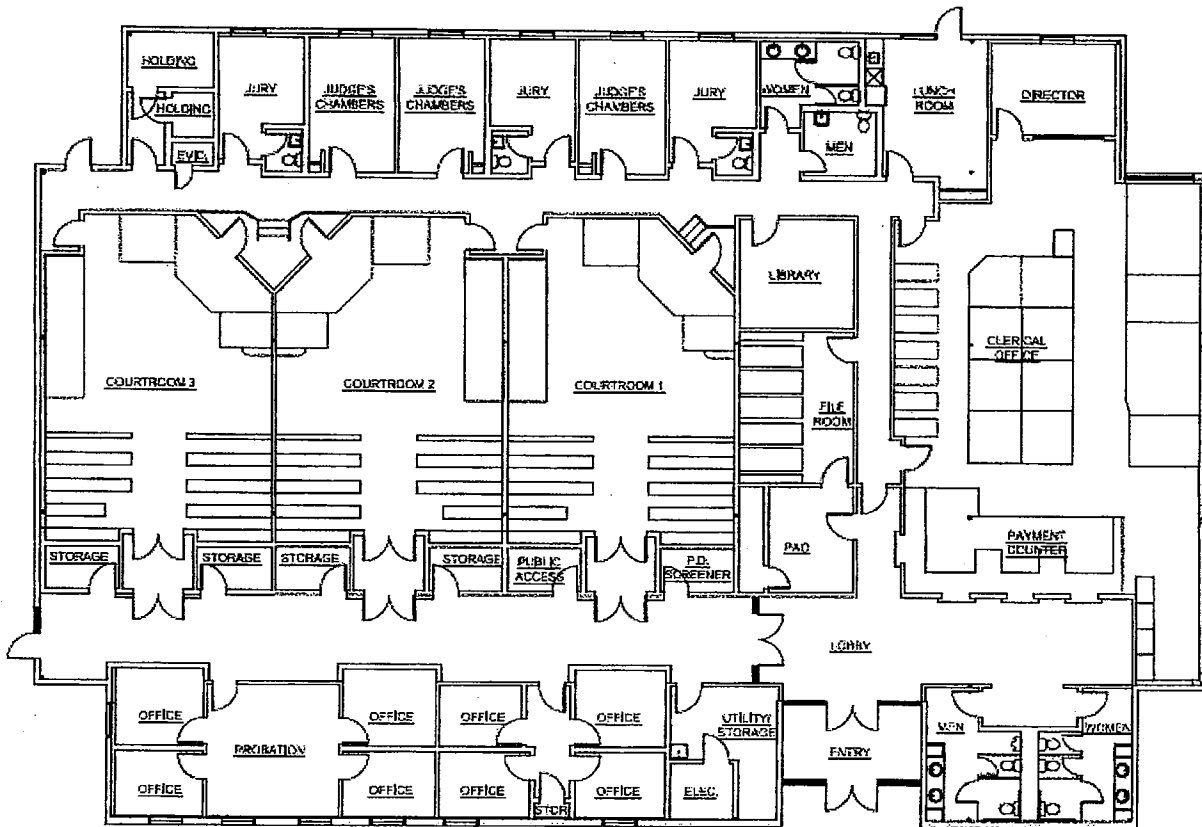 HOLDING
HOLDING
EVID.
JURY
JUDGE'S
CHAMBERS
JUDGE'S
CHAMBERS
JURY
JUDGE'S
CHAMBERS
JURY
WOMEN
MEN
LUNCH
ROOM
DIRECTOR
LIBRARY
CLERICAL
OFFICE
COURTROOM 3
COURTROOM 2
COURTROOM 1
FILE
ROOM
PAO
PAYMENT
COUNTER
STORAGE
STORAGE
STORAGE
STORAGE
PUBLIC
ACCESS
P.D.
SCREENER
LOBBY
OFFICE
PROBATION
OFFICE
OFFICE
OFFICE
UTILITY/
STORAGE
ENTRY
MEN
WOMEN
OFFICE
OFFICE
OFFICE
STOR
OFFICE
ELEC.